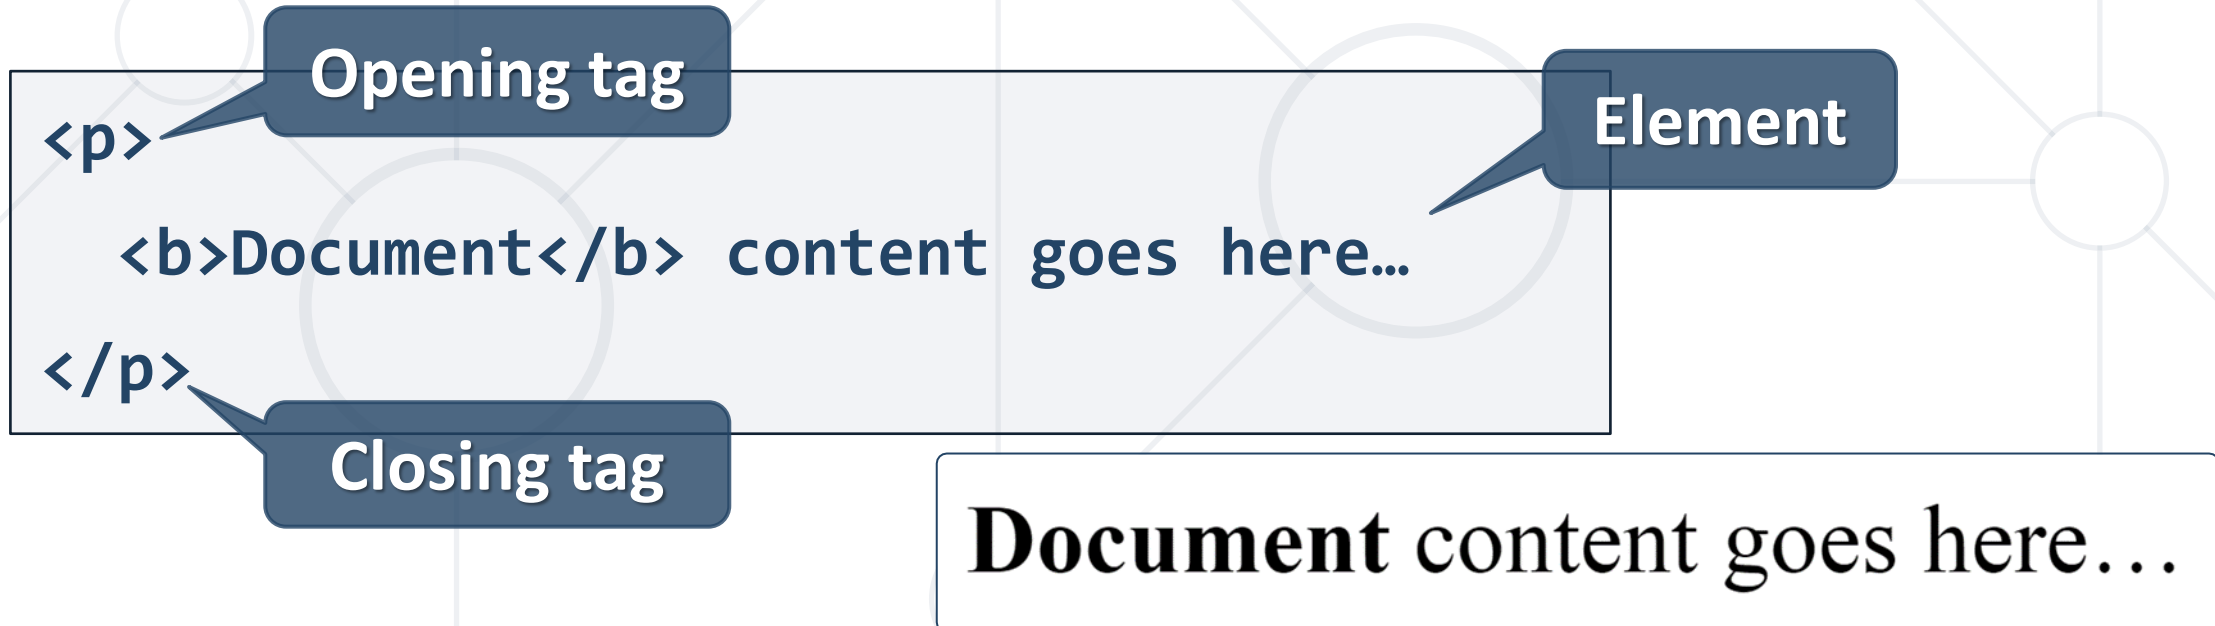 Opening tag
Element
<p>
<b>Document</b> content goes here…
</p>
Closing tag
Document content goes here...